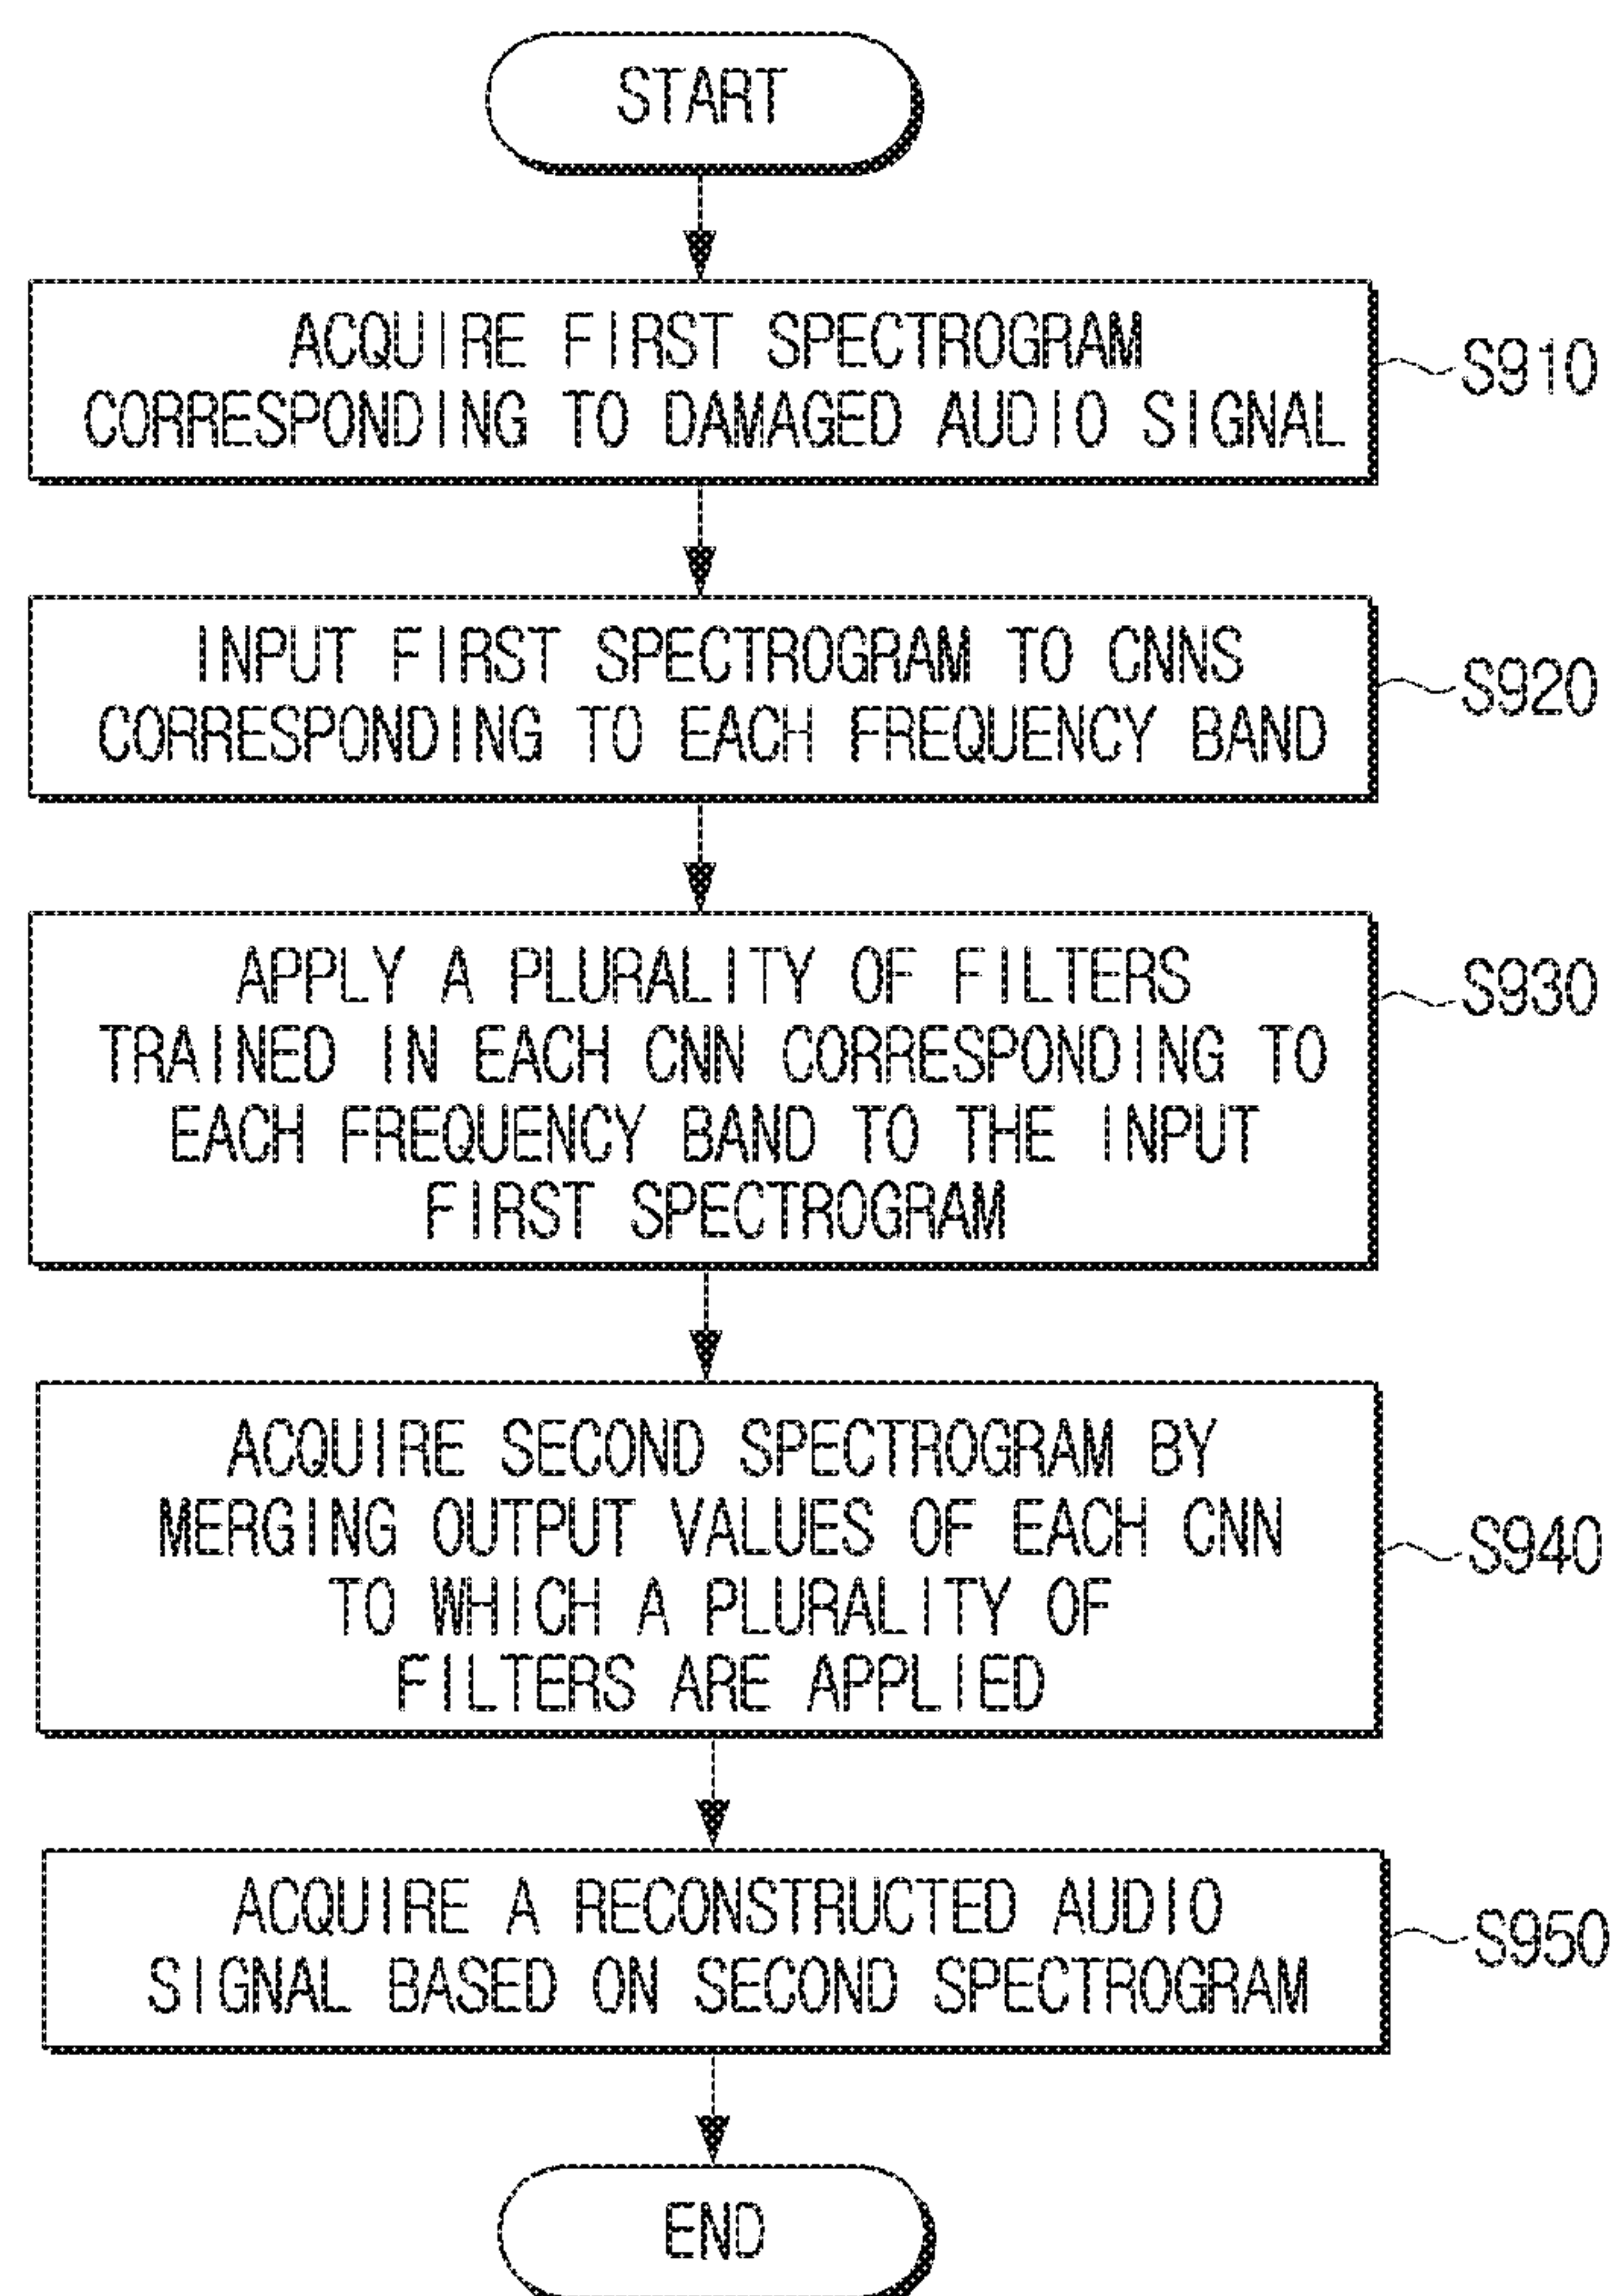 START
ACQUIRE FIRST SPECTROGRAM
CORRESPONDING TO DAMAGED AUDIO SIGNAL
S910
INPUT FIRST SPECTROGRAM TO CNNS
CORRESPONDING TO EACH FREQUENCY BAND
S920
APPLY A PLURALITY OF FILTERS
TRAINED IN EACH CNN CORRESPONDING TO
EACH FREQUENCY BAND TO THE INPUT
FIRST SPECTROGRAM
S930
ACQUIRE SECOND SPECTROGRAM BY
MERGING OUTPUT VALUES OF EACH CNN
TO WHICH A PLURALITY OF
FILTERS ARE APPLIED
S940
ACQUIRE A RECONSTRUCTED AUDIO
SIGNAL BASED ON SECOND SPECTROGRAM
S950
END